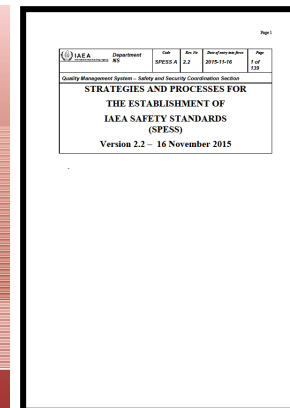 Page 1
IAEA
Department
NS
Code
Rev. No
Date of entry into force
Page
SPESS A
2.2
2015-11-16
1 of
139
Quality Management System – Safety and Security Coordination Section
STRATEGIES AND PROCESSES FOR
THE ESTABLISHMENT OF
IAEA SAFETY STANDARDS
(SPESS)
Version 2.2 – 16 November 2015